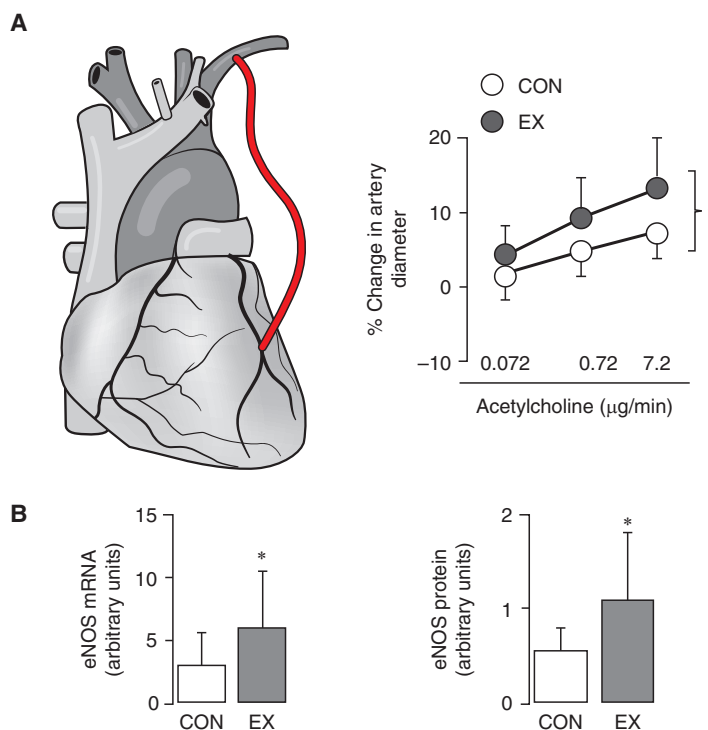 A
CON
EX
20
10
0
–10
% Change in artery
diameter
0.072 0.72 7.2
Acetylcholine (μg/min)
B
15
10
5
0
eNOS mRNA
(arbitrary units)
*
CON EX
2
1
0
eNOS protein
(arbitrary units)
*
CON EX